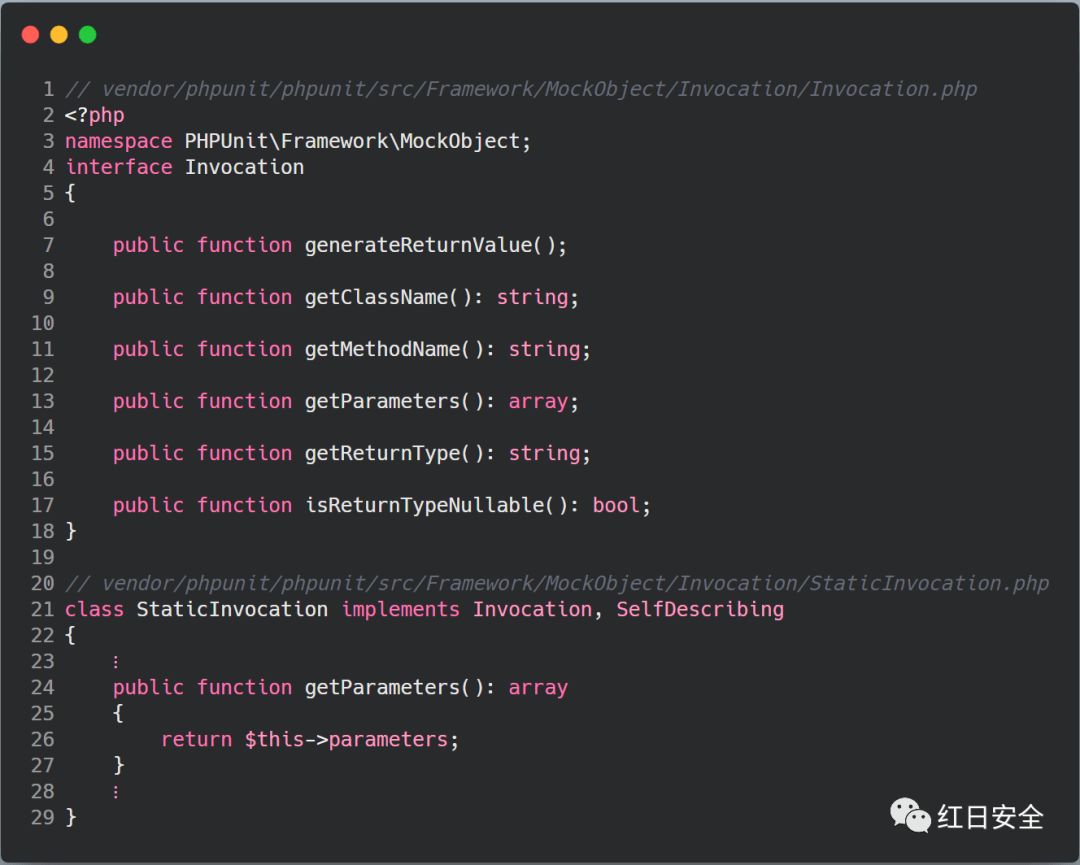 1 // vendor/phpunit/phpunit/src/Framework/MockObject/Invocation/Invocation.php
2 <?php
3 namespace PHPUnit\Framework\MockObject;
4 interface Invocation
5 {
6
7     public function generateReturnValue();
8
9     public function getClassName(): string;
10
11     public function getMethodName(): string;
12
13     public function getParameters(): array;
14
15     public function getReturnType(): string;
16
17     public function isReturnTypeNullable(): bool;
18 }
19
20 // vendor/phpunit/phpunit/src/Framework/MockObject/Invocation/StaticInvocation.php
21 class StaticInvocation implements Invocation, SelfDescribing
22 {
23     ⋮
24     public function getParameters(): array
25     {
26         return $this->parameters;
27     }
28     ⋮
29 }
红日安全